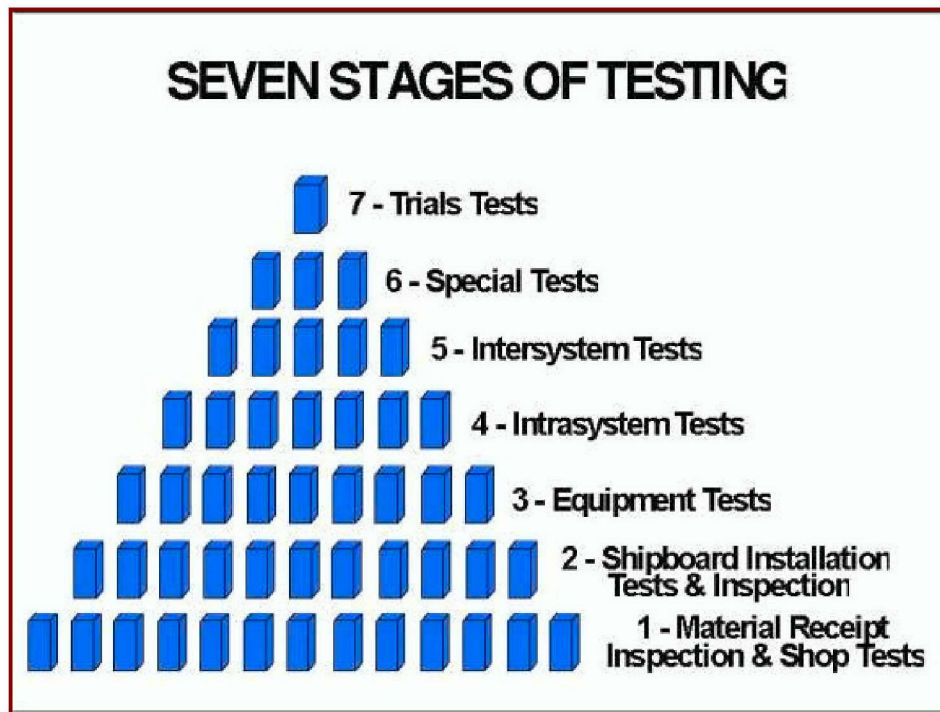 SEVEN STAGES OF TESTING
7 - Trials Tests
6 - Special Tests
5 - Intersystem Tests
4 - Intrasystem Tests
3 - Equipment Tests
2 - Shipboard Installation
Tests & Inspection
1 - Material Receipt
Inspection & Shop Tests